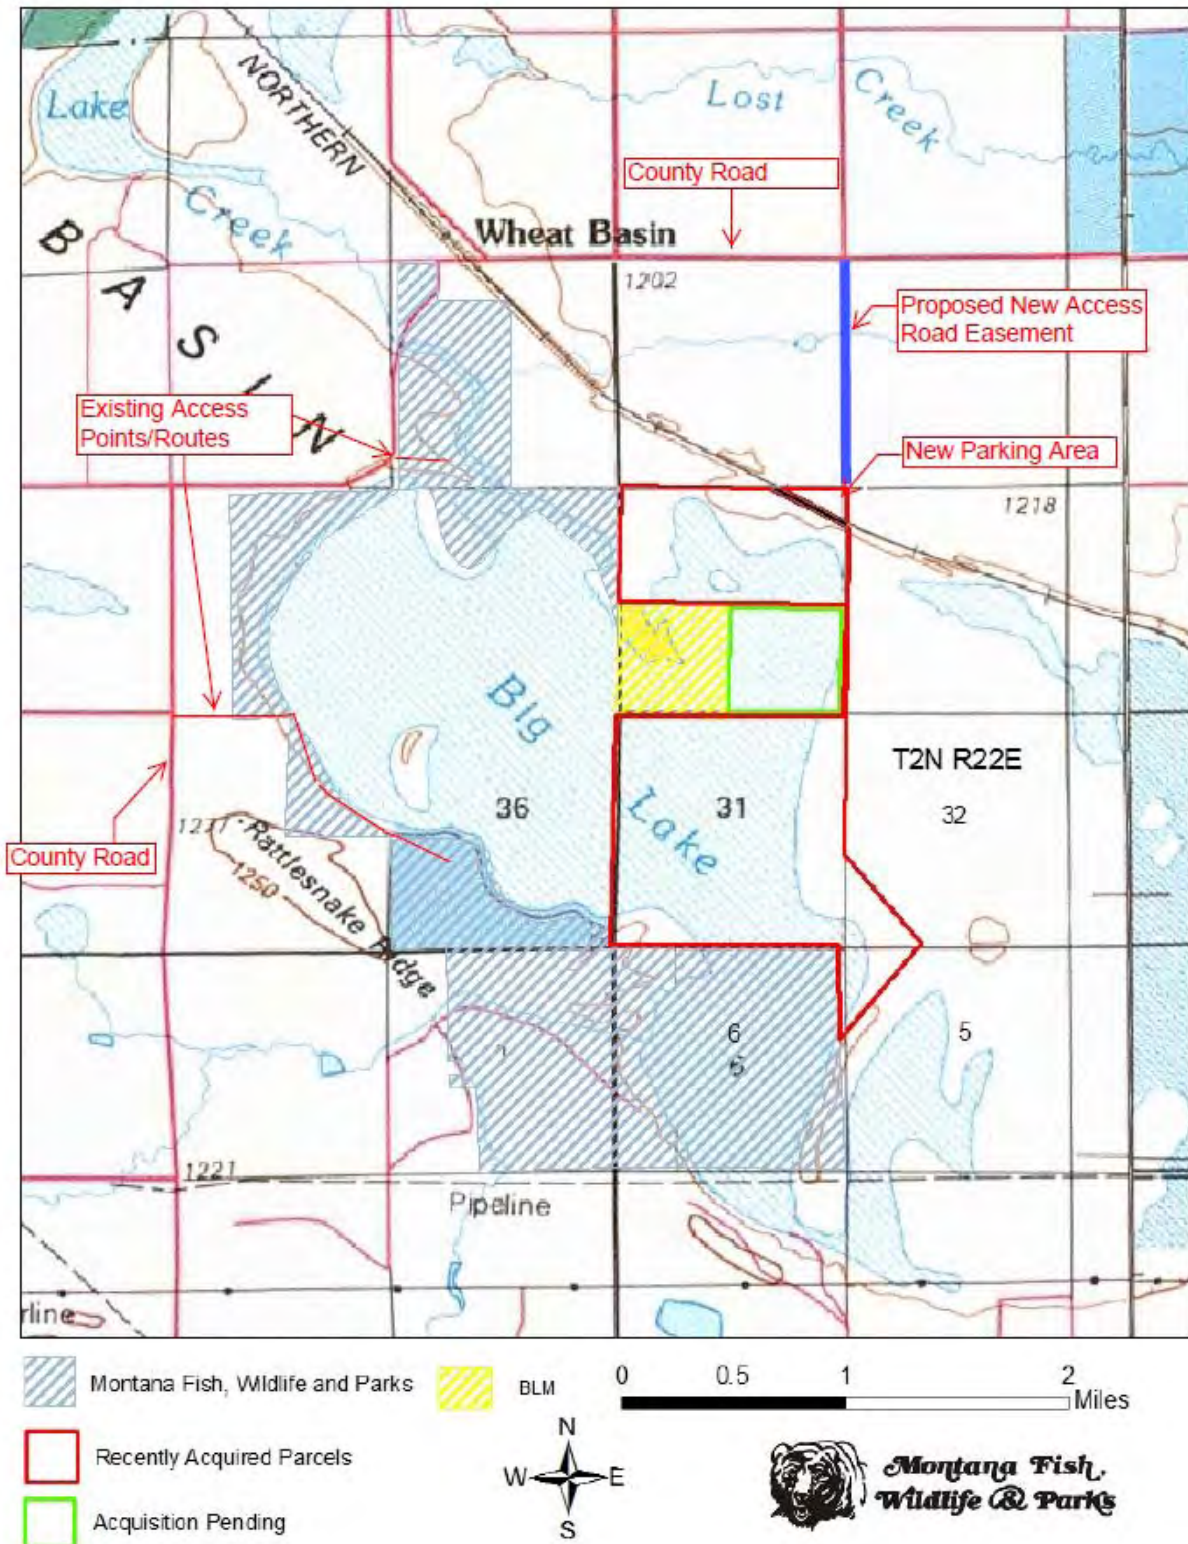 Lake
Creek
NORTHERN
Lost
Creek
County Road
Wheat Basin
1202
BASIN
Proposed New Access
Road Easement
Existing Access
Points/Routes
New Parking Area
1218
Big
Lake
T2N R22E
36
31
32
County Road
1250
Rattlesnake Ridge
6
6
5
1221
Pipeline
rline
Montana Fish, Wildlife and Parks
BLM
0 0.5 1 2
Miles
Recently Acquired Parcels
Acquisition Pending
N
W E
S
Montana Fish,
Wildlife & Parks